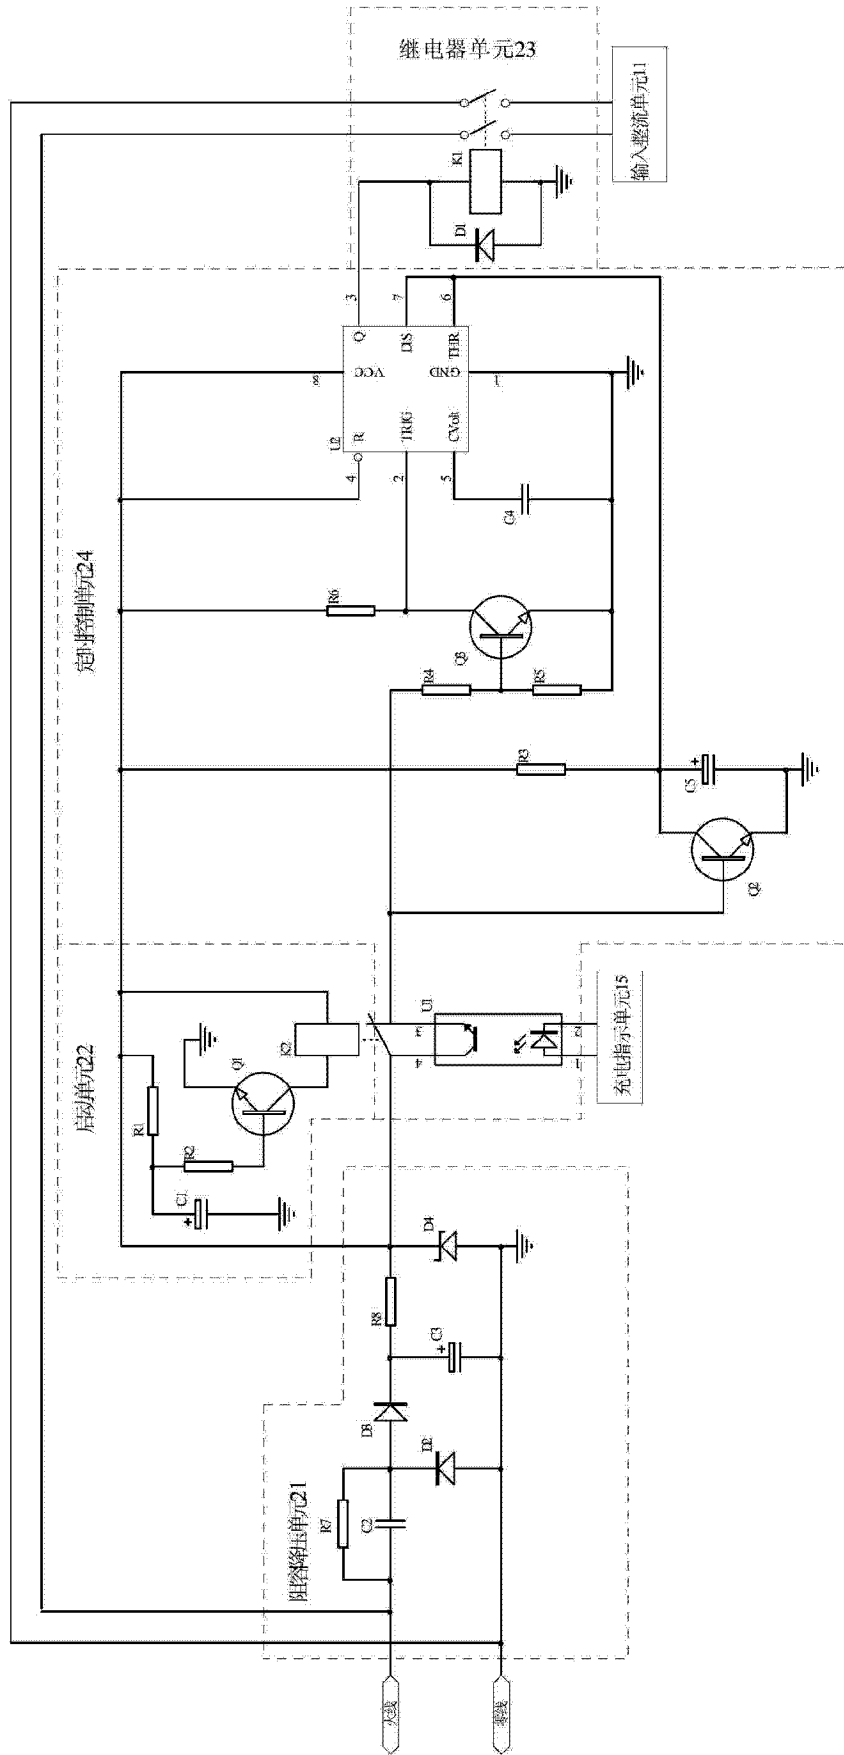 继电器单元23
输入整流单元11
K1
D1
3
7
6
Q
DIS
THR
8
VCC
GND
1
U2
R
TRIG
CVolt
4
2
5
C4
定时控制单元24
R6
Q3
R4
R5
R3
C5
+
Q2
启动单元22
K2
Q1
R1
R2
C1
+
U1
3
4
2
1
充电指示单元15
D4
R8
C3
+
D3
D2
阻容降压单元21
R7
C2
火线
零线